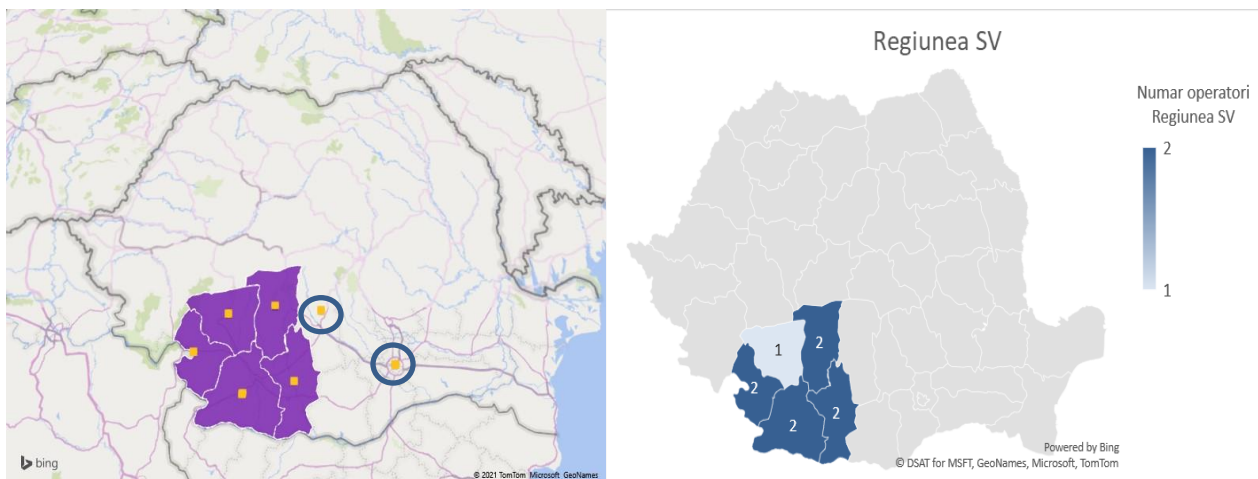 bing
© 2021 TomTom Microsoft GeoNames
Regiunea SV
Numar operatori
Regiunea SV
2
1
1
2
2
2
2
Powered by Bing
© DSAT for MSFT, GeoNames, Microsoft, TomTom